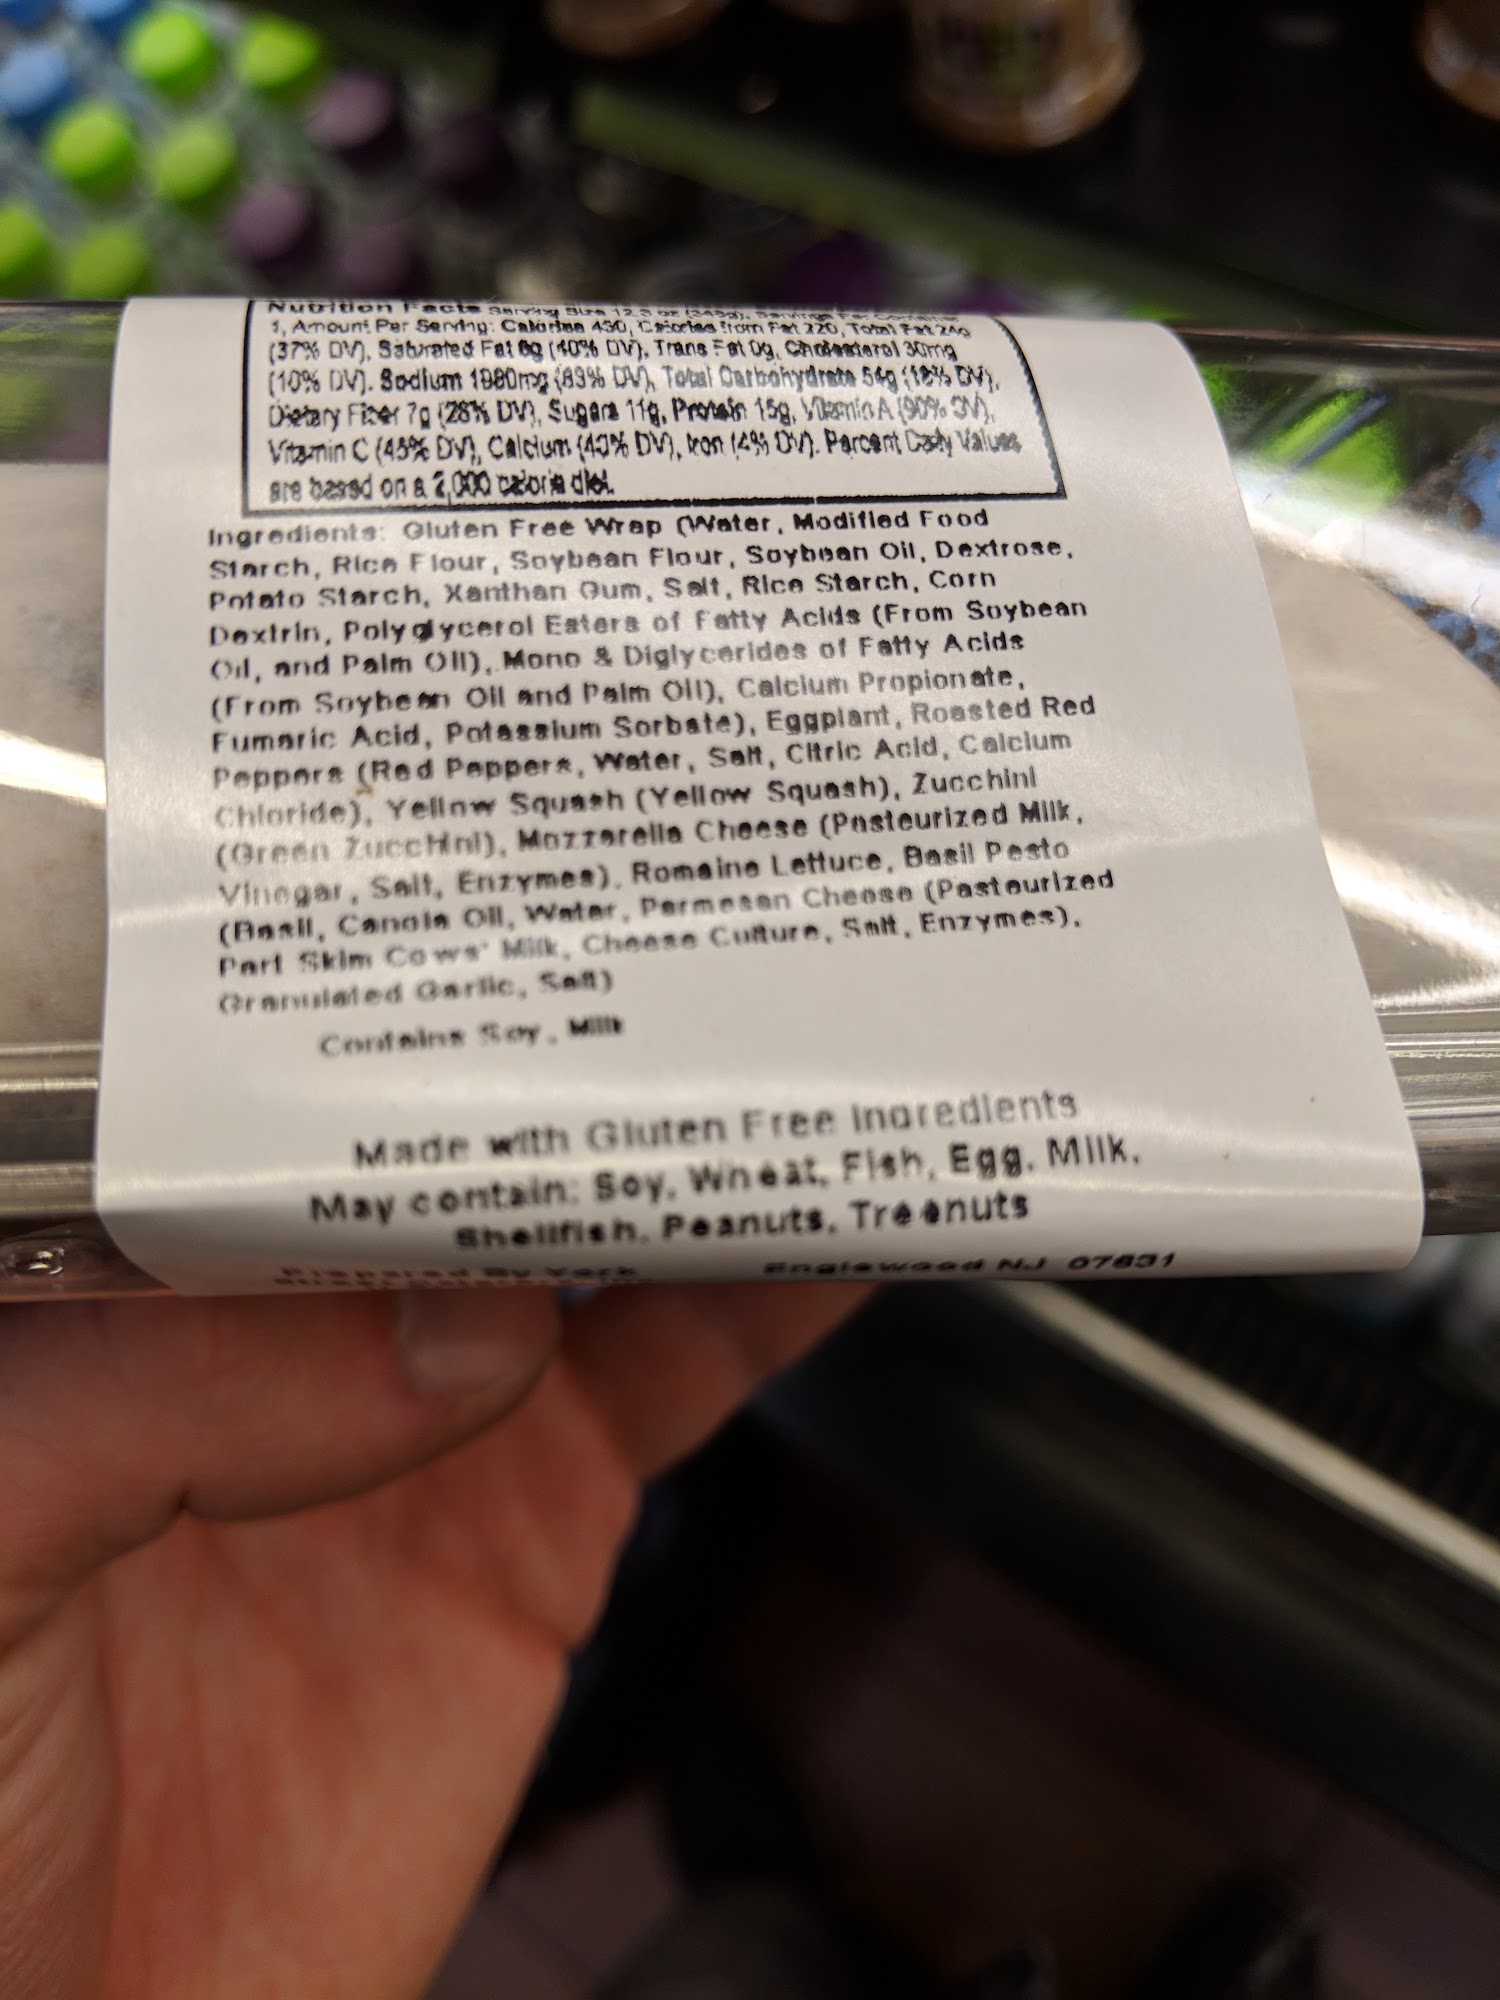 Nutrition Facts Serving Size
1, Amount Per Serving: Calories 430, Calories from Fat 220, Total Fat 24g
(37% DV), Saturated Fat 8g (40% DV), Trans Fat 0g, Cholesterol 30mg
(10% DV). Sodium (83% DV), Total Carbohydrate 54g (18% DV),
Dietary Fiber 7g (28% DV), Sugars 11g, Protein 15g, Vitamin A (90% DV),
Vitamin C (45% DV), Calcium DV), Iron (4% DV). Percent Daily Values
are based on a 2,000 calorie diet.
Ingredients: Gluten Free Wrap (Water, Modified Food
Starch, Rice Flour, Soybean Flour, Soybean Oil, Dextrose,
Potato Starch, Xanthan Gum, Salt, Rice Starch, Corn
Dextrin, Polyglycerol Esters of Fatty Acids (From Soybean
Oil, and Palm Oil), Mono & Diglycerides of Fatty Acids
(From Soybean Oil and Palm Oil), Calcium Propionate,
Fumaric Acid, Potassium Sorbate), Eggplant, Roasted Red
Peppers (Red Peppers, Water, Salt, Citric Acid, Calcium
Chloride), Yellow Squash (Yellow Squash), Zucchini
(Green Zucchini), Mozzarella Cheese (Pasteurized Milk,
Vinegar, Salt, Enzymes), Romaine Lettuce, Basil Pesto
(Basil, Canola Oil, Water, Parmesan Cheese (Pasteurized
Part Skim Cows' Milk, Cheese Culture, Salt, Enzymes),
Granulated Garlic, Salt)
Contains Soy, Milk
Made with Gluten Free Ingredients
May contain: Soy, Wheat, Fish, Egg, Milk,
Shellfish, Peanuts, Treenuts
Prepared By York Englewood NJ 07631